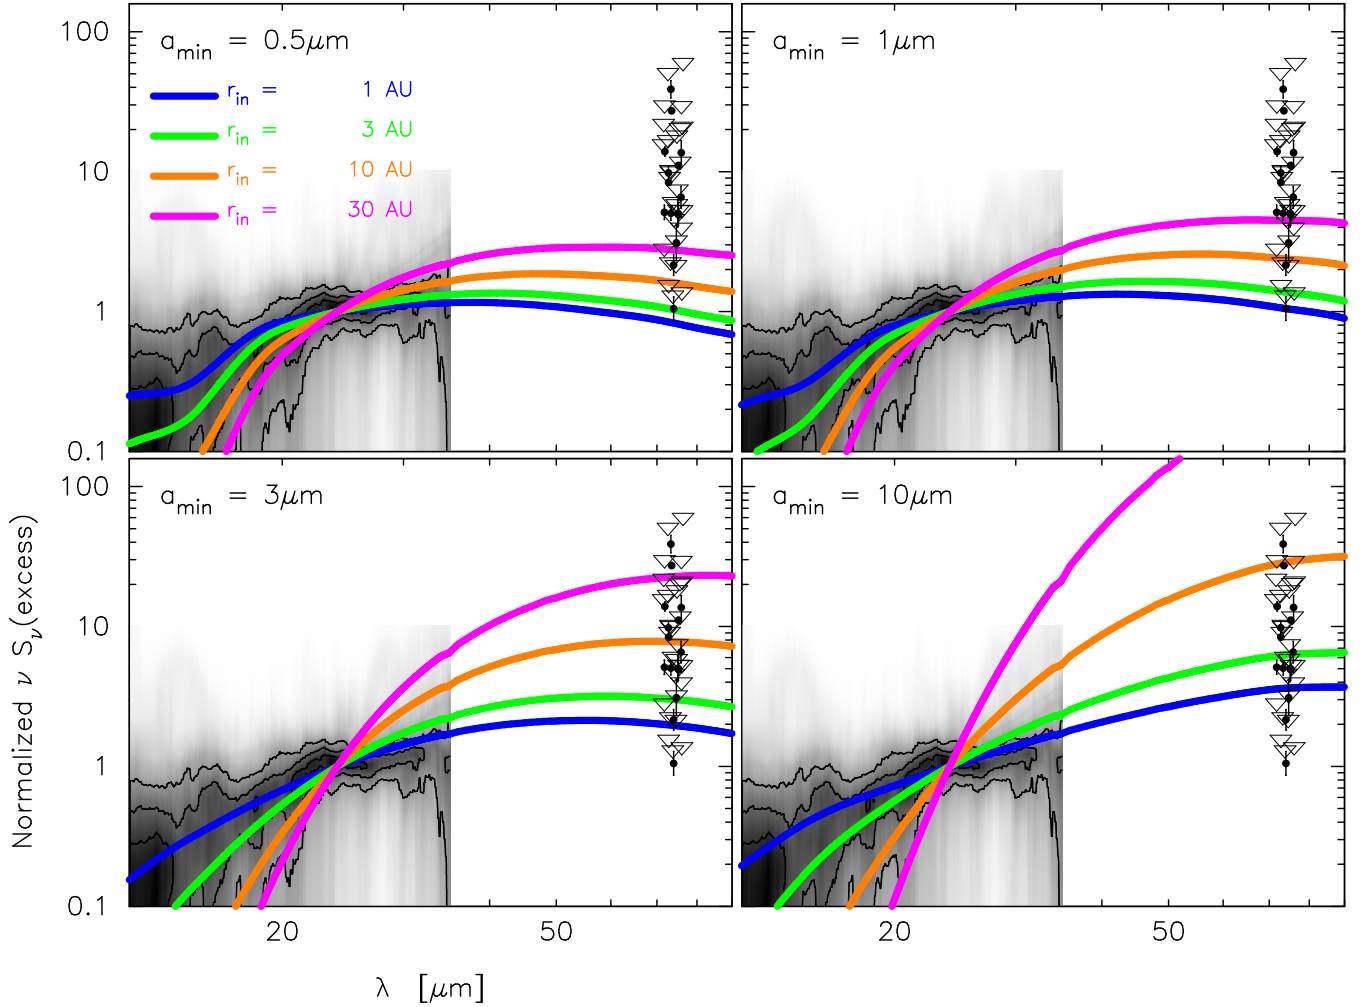 a_min = 0.5μm
r_in = 1 AU
r_in = 3 AU
r_in = 10 AU
r_in = 30 AU
100
10
1
0.1
a_min = 1μm
a_min = 3μm
100
10
1
0.1
20
50
a_min = 10μm
20
50
Normalized ν S_ν(excess)
λ [μm]